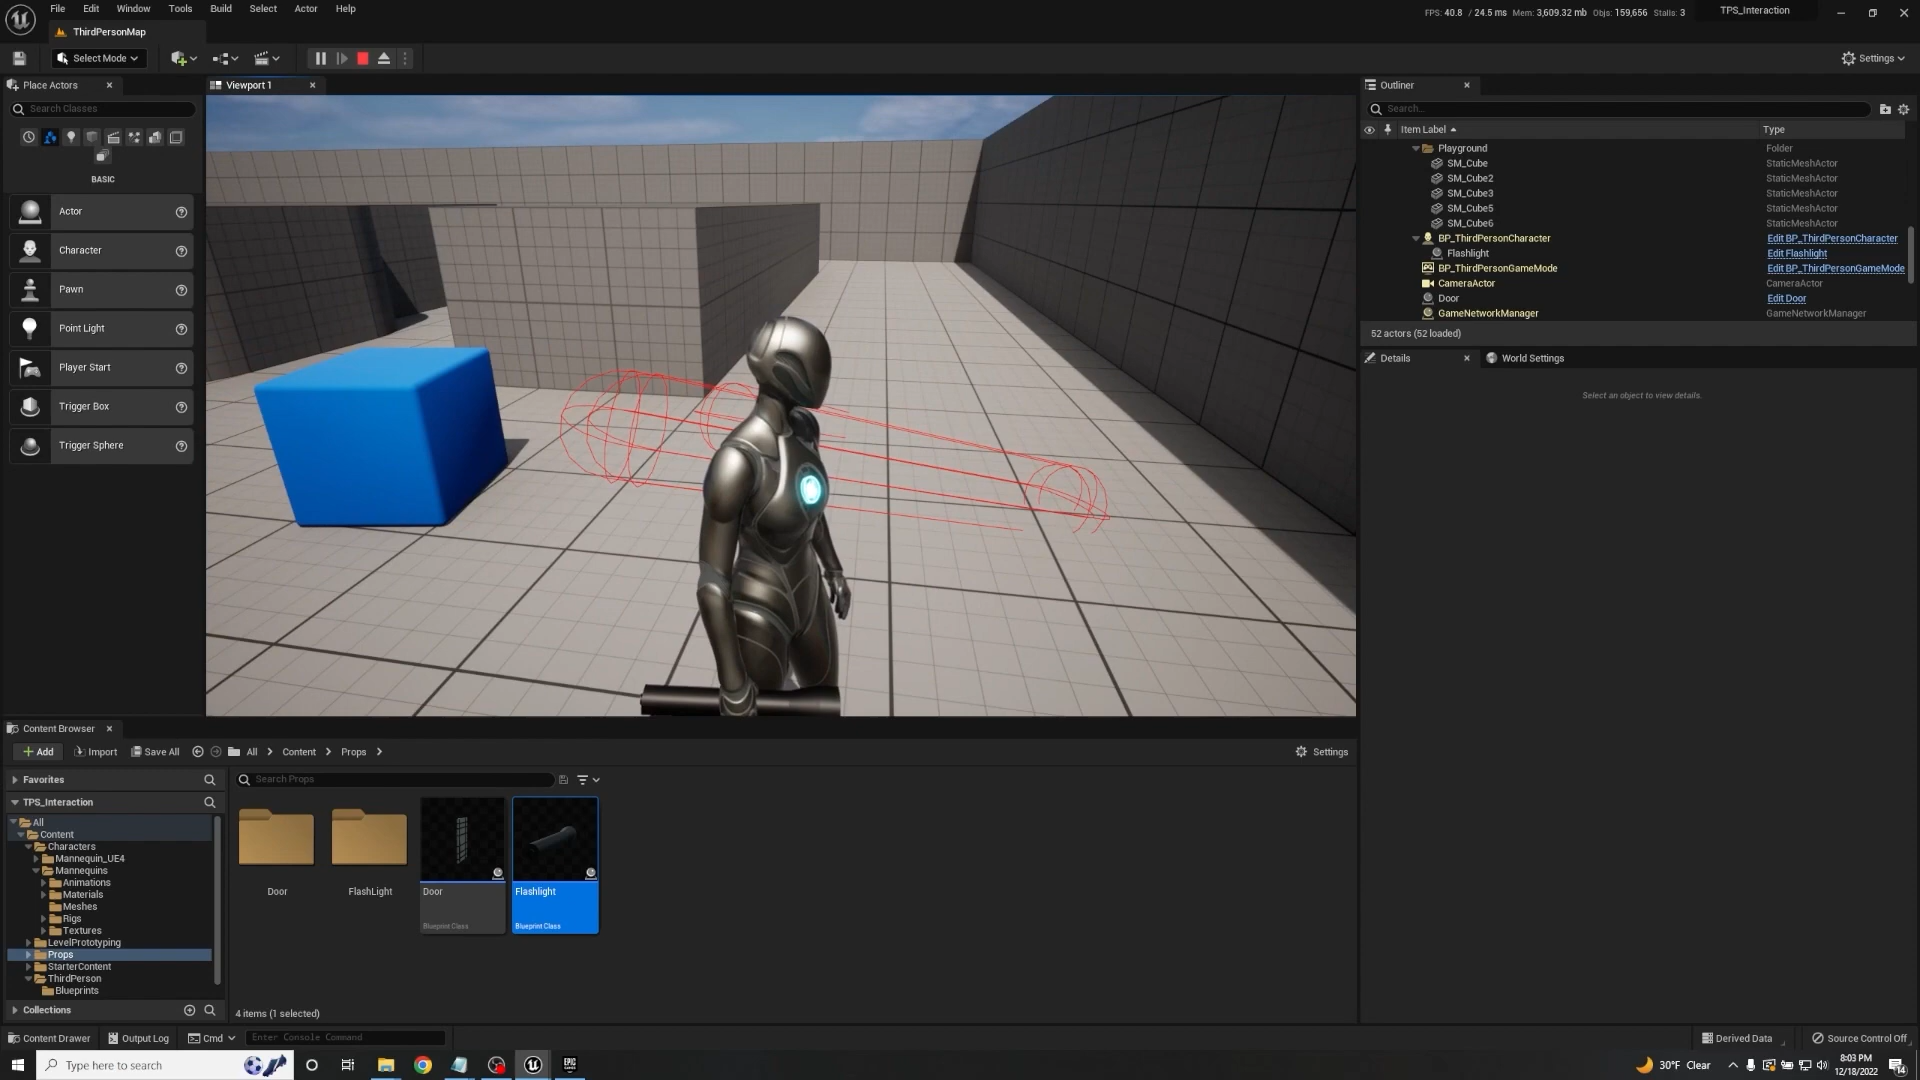 File Edit Window Tools Build Select Actor Help
FPS: 40.8 / 24.5 ms Mem: 3,609.32 mb Objs: 159,656 Stalls: 3 TPS_Interaction
ThirdPersonMap
Select Mode
Settings
Place Actors
Viewport 1
Outliner
Search Classes
Search...
Item Label
Type
BASIC
Actor
Character
Pawn
Point Light
Player Start
Trigger Box
Trigger Sphere
Playground Folder
SM_Cube StaticMeshActor
SM_Cube2 StaticMeshActor
SM_Cube3 StaticMeshActor
SM_Cube5 StaticMeshActor
SM_Cube6 StaticMeshActor
BP_ThirdPersonCharacter Edit BP_ThirdPersonCharacter
Flashlight Edit Flashlight
BP_ThirdPersonGameMode Edit BP_ThirdPersonGameMode
CameraActor CameraActor
Door Edit Door
GameNetworkManager GameNetworkManager
52 actors (52 loaded)
Details
World Settings
Select an object to view details.
Content Browser
Add Import Save All All Content Props
Settings
Favorites
Search Props
TPS_Interaction
All
Content
Characters
Mannequin_UE4
Mannequins
Animations
Materials
Meshes
Rigs
Textures
LevelPrototyping
Props
StarterContent
ThirdPerson
Blueprints
Collections
Door
FlashLight
Door
Blueprint Class
Flashlight
Blueprint Class
4 items (1 selected)
Content Drawer Output Log Cmd Enter Console Command
Derived Data Source Control Off
Type here to search
EPIC
GAMES
30°F Clear
8:03 PM
12/18/2022
14